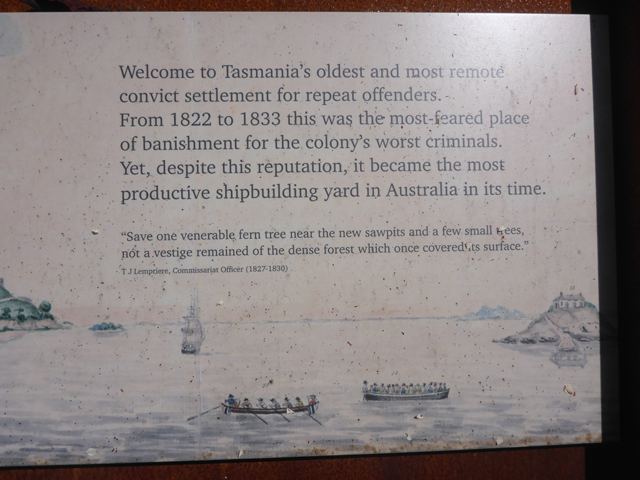 Welcome to Tasmania's oldest and most remote
convict settlement for repeat offenders.
From 1822 to 1833 this was the most-feared place
of banishment for the colony's worst criminals.
Yet, despite this reputation, it became the most
productive shipbuilding yard in Australia in its time.
“Save one venerable fern tree near the new sawpits and a few small trees,
not a vestige remained of the dense forest which once covered its surface.”
T J Lempriere, Commissariat Officer (1827-1830)